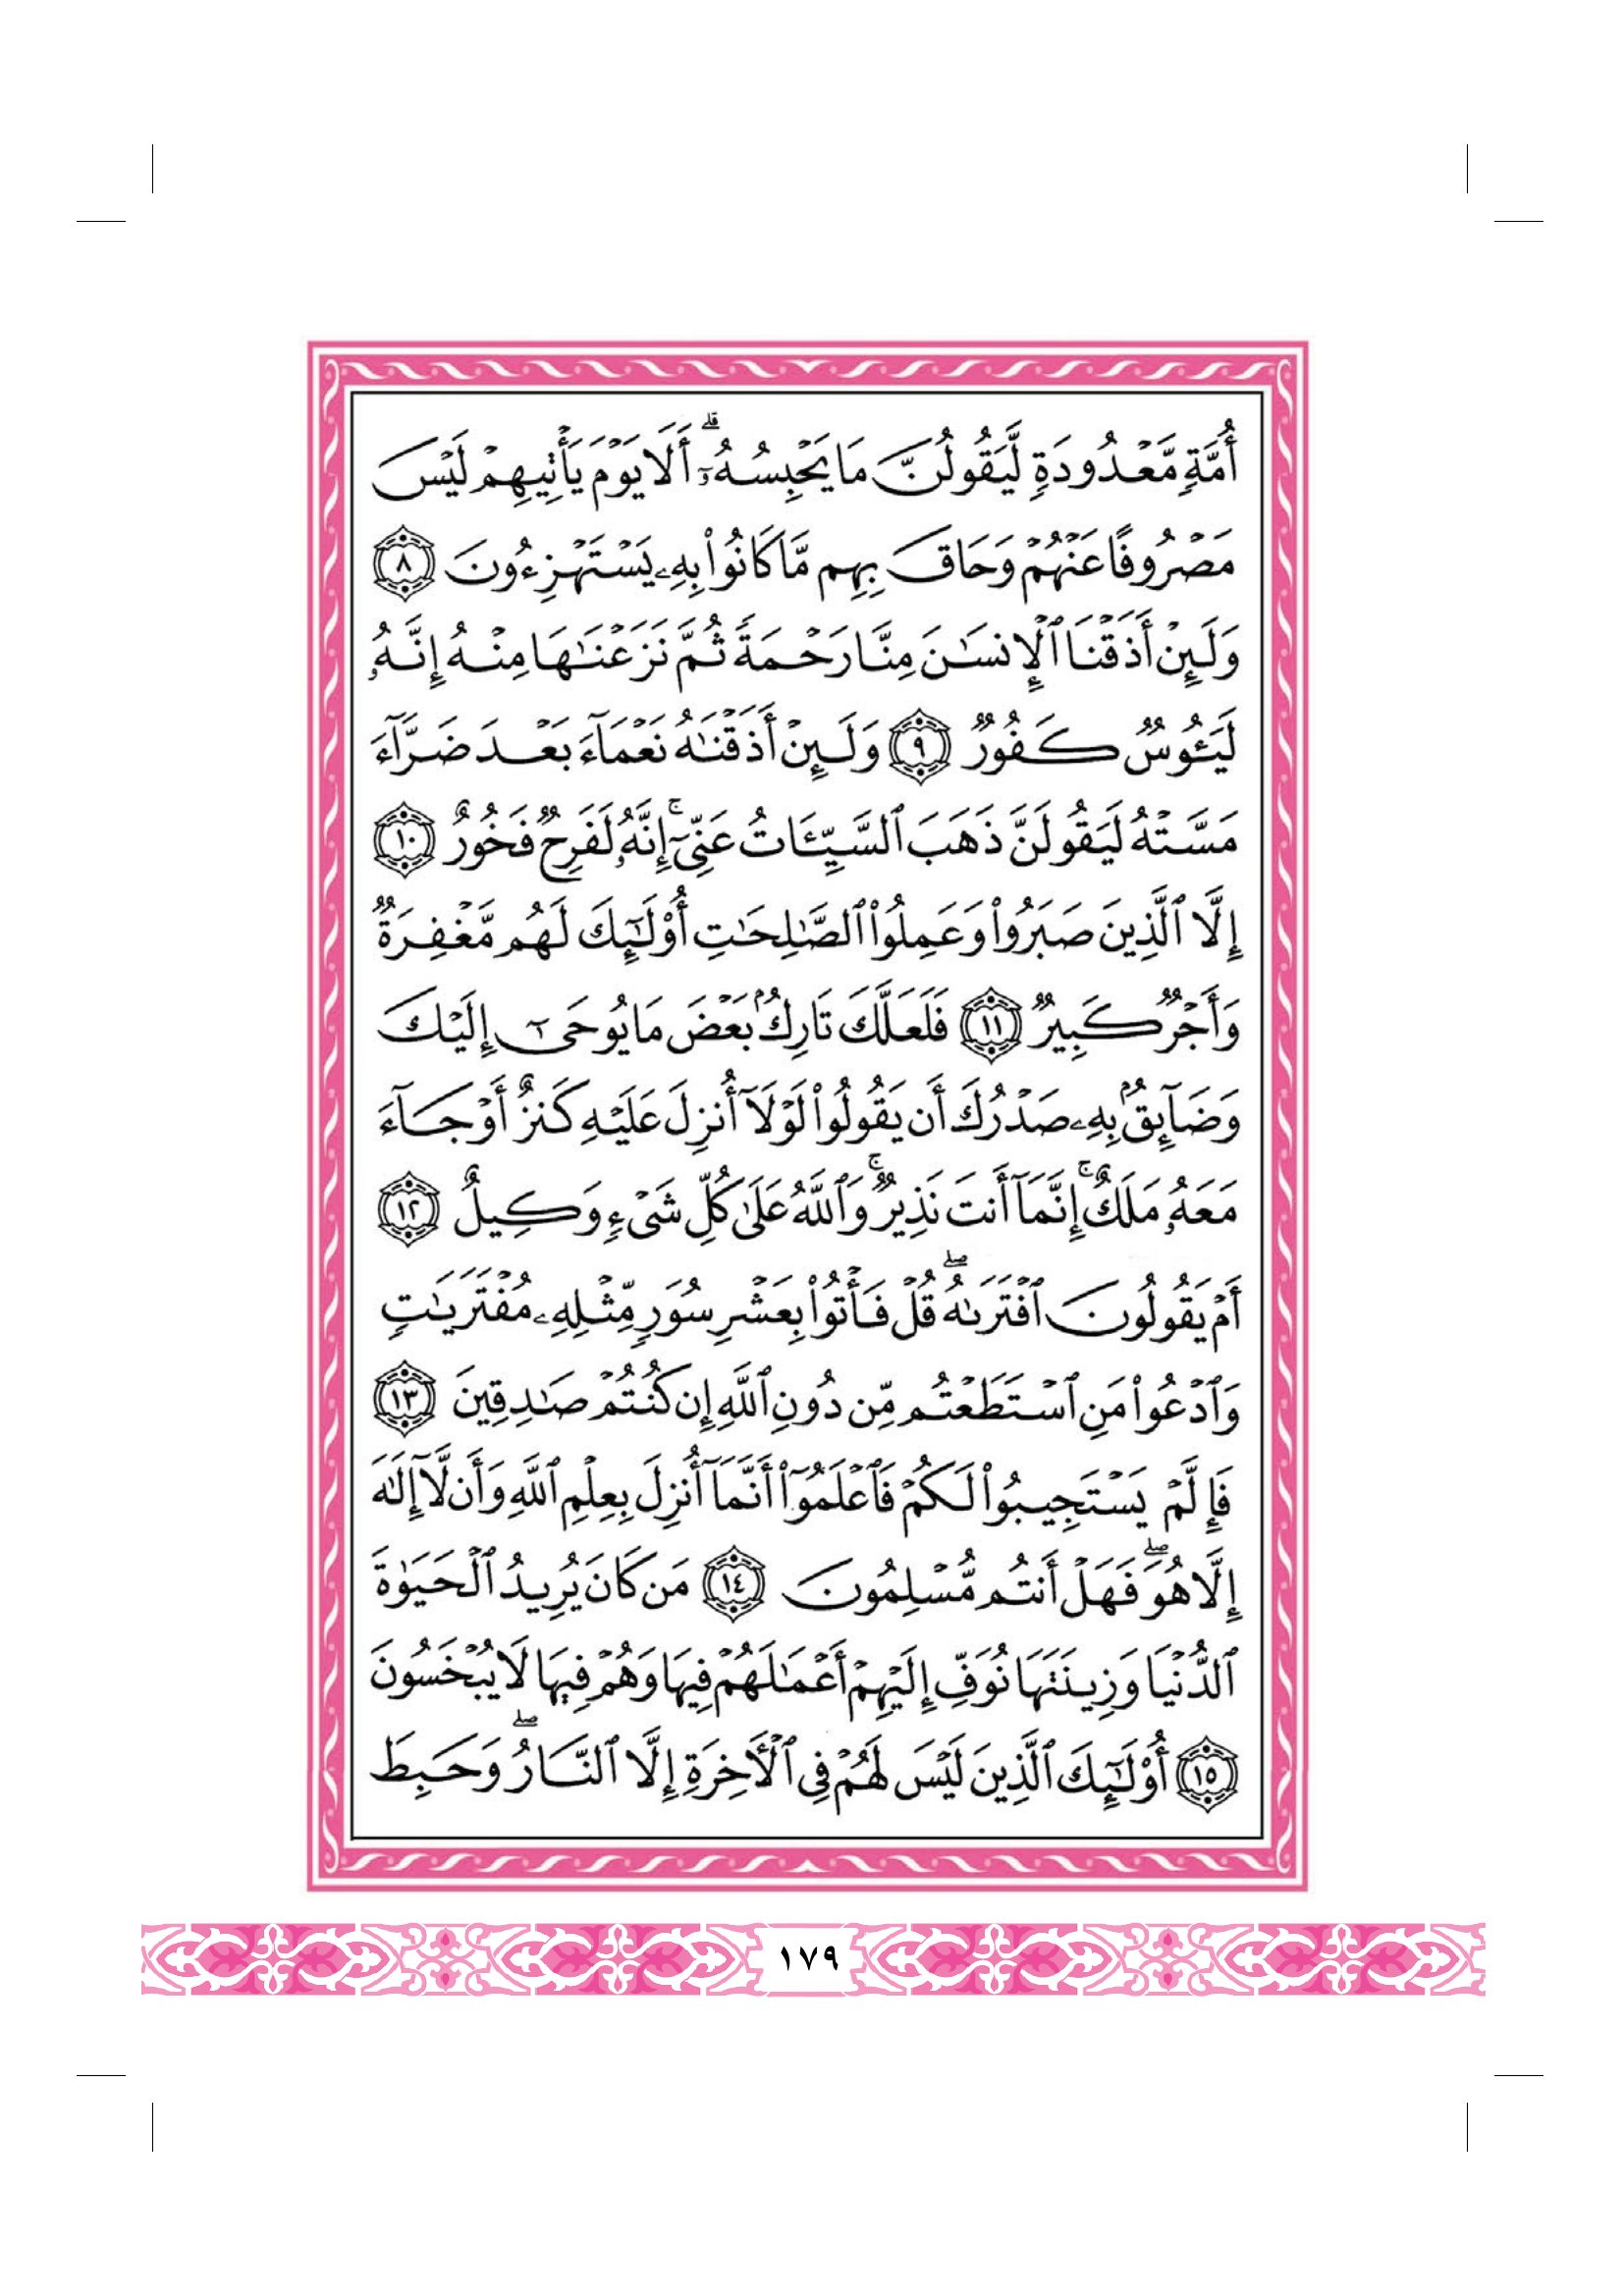 أُمَّةٍ مَّعْدُودَةٍ لَّيَقُولُنَّ مَا يَحْبِسُهُۥٓ ۗ أَلَا يَوْمَ يَأْتِيهِمْ لَيْسَ
مَصْرُوفًا عَنْهُمْ وَحَاقَ بِهِم مَّا كَانُوا۟ بِهِۦ يَسْتَهْزِءُونَ ﴿٨﴾
وَلَئِنْ أَذَقْنَا ٱلْإِنسَـٰنَ مِنَّا رَحْمَةً ثُمَّ نَزَعْنَـٰهَا مِنْهُ إِنَّهُۥ
لَيَـُٔوسٌ كَفُورٌ ﴿٩﴾ وَلَئِنْ أَذَقْنَـٰهُ نَعْمَآءَ بَعْدَ ضَرَّآءَ
مَسَّتْهُ لَيَقُولَنَّ ذَهَبَ ٱلسَّيِّـَٔاتُ عَنِّىٓ ۚ إِنَّهُۥ لَفَرِحٌ فَخُورٌ ﴿١٠﴾
إِلَّا ٱلَّذِينَ صَبَرُوا۟ وَعَمِلُوا۟ ٱلصَّـٰلِحَـٰتِ أُو۟لَـٰٓئِكَ لَهُم مَّغْفِرَةٌ
وَأَجْرٌ كَبِيرٌ ﴿١١﴾ فَلَعَلَّكَ تَارِكٌۢ بَعْضَ مَا يُوحَىٰٓ إِلَيْكَ
وَضَآئِقٌۢ بِهِۦ صَدْرُكَ أَن يَقُولُوا۟ لَوْلَآ أُنزِلَ عَلَيْهِ كَنزٌ أَوْ جَآءَ
مَعَهُۥ مَلَكٌ ۚ إِنَّمَآ أَنتَ نَذِيرٌ ۚ وَٱللَّهُ عَلَىٰ كُلِّ شَىْءٍ وَكِيلٌ ﴿١٢﴾
أَمْ يَقُولُونَ ٱفْتَرَىٰهُ ۖ قُلْ فَأْتُوا۟ بِعَشْرِ سُوَرٍ مِّثْلِهِۦ مُفْتَرَيَـٰتٍ
وَٱدْعُوا۟ مَنِ ٱسْتَطَعْتُم مِّن دُونِ ٱللَّهِ إِن كُنتُمْ صَـٰدِقِينَ ﴿١٣﴾
فَإِلَّمْ يَسْتَجِيبُوا۟ لَكُمْ فَٱعْلَمُوٓا۟ أَنَّمَآ أُنزِلَ بِعِلْمِ ٱللَّهِ وَأَن لَّآ إِلَـٰهَ
إِلَّا هُوَ ۖ فَهَلْ أَنتُم مُّسْلِمُونَ ﴿١٤﴾ مَن كَانَ يُرِيدُ ٱلْحَيَوٰةَ
ٱلدُّنْيَا وَزِينَتَهَا نُوَفِّ إِلَيْهِمْ أَعْمَـٰلَهُمْ فِيهَا وَهُمْ فِيهَا لَا يُبْخَسُونَ
﴿١٥﴾ أُو۟لَـٰٓئِكَ ٱلَّذِينَ لَيْسَ لَهُمْ فِى ٱلْـَٔاخِرَةِ إِلَّا ٱلنَّارُ ۖ وَحَبِطَ
١٧٩